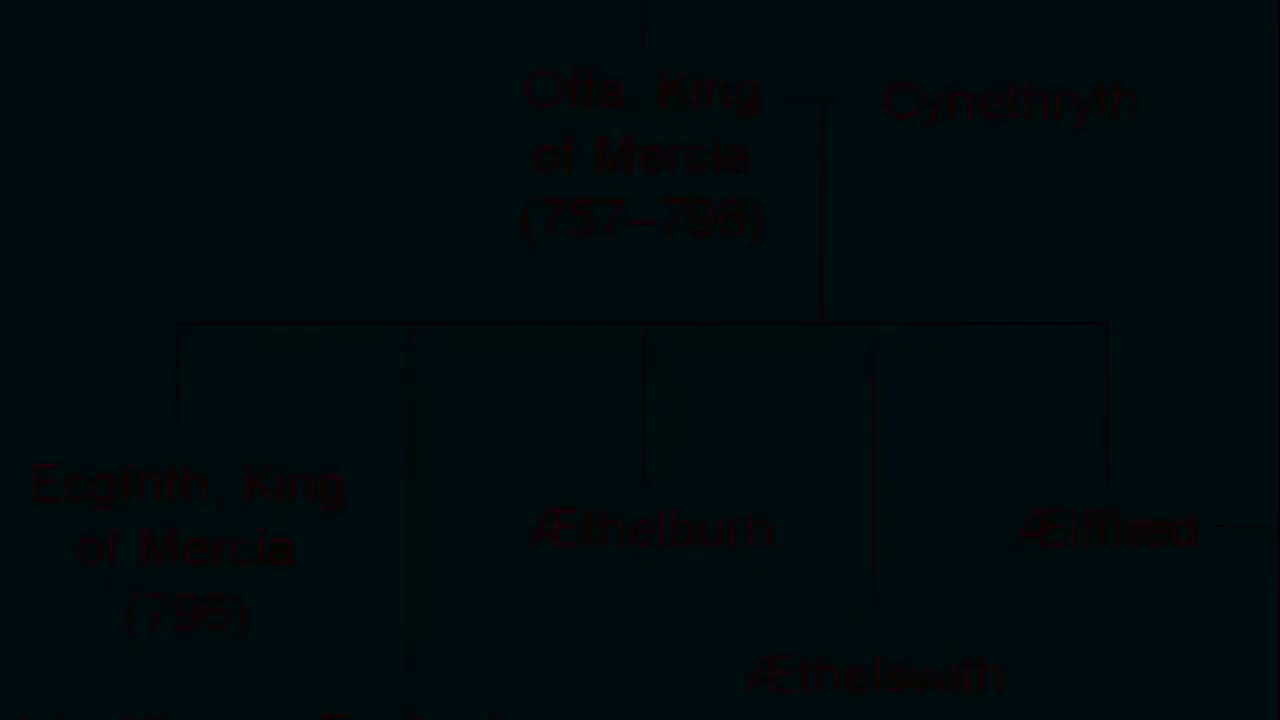 Offa, King
of Mercia
(757–796)
Cynethryth
Ecgfrith, King
of Mercia
(796)
Æthelburh
Ælfflæd
Æthelswith